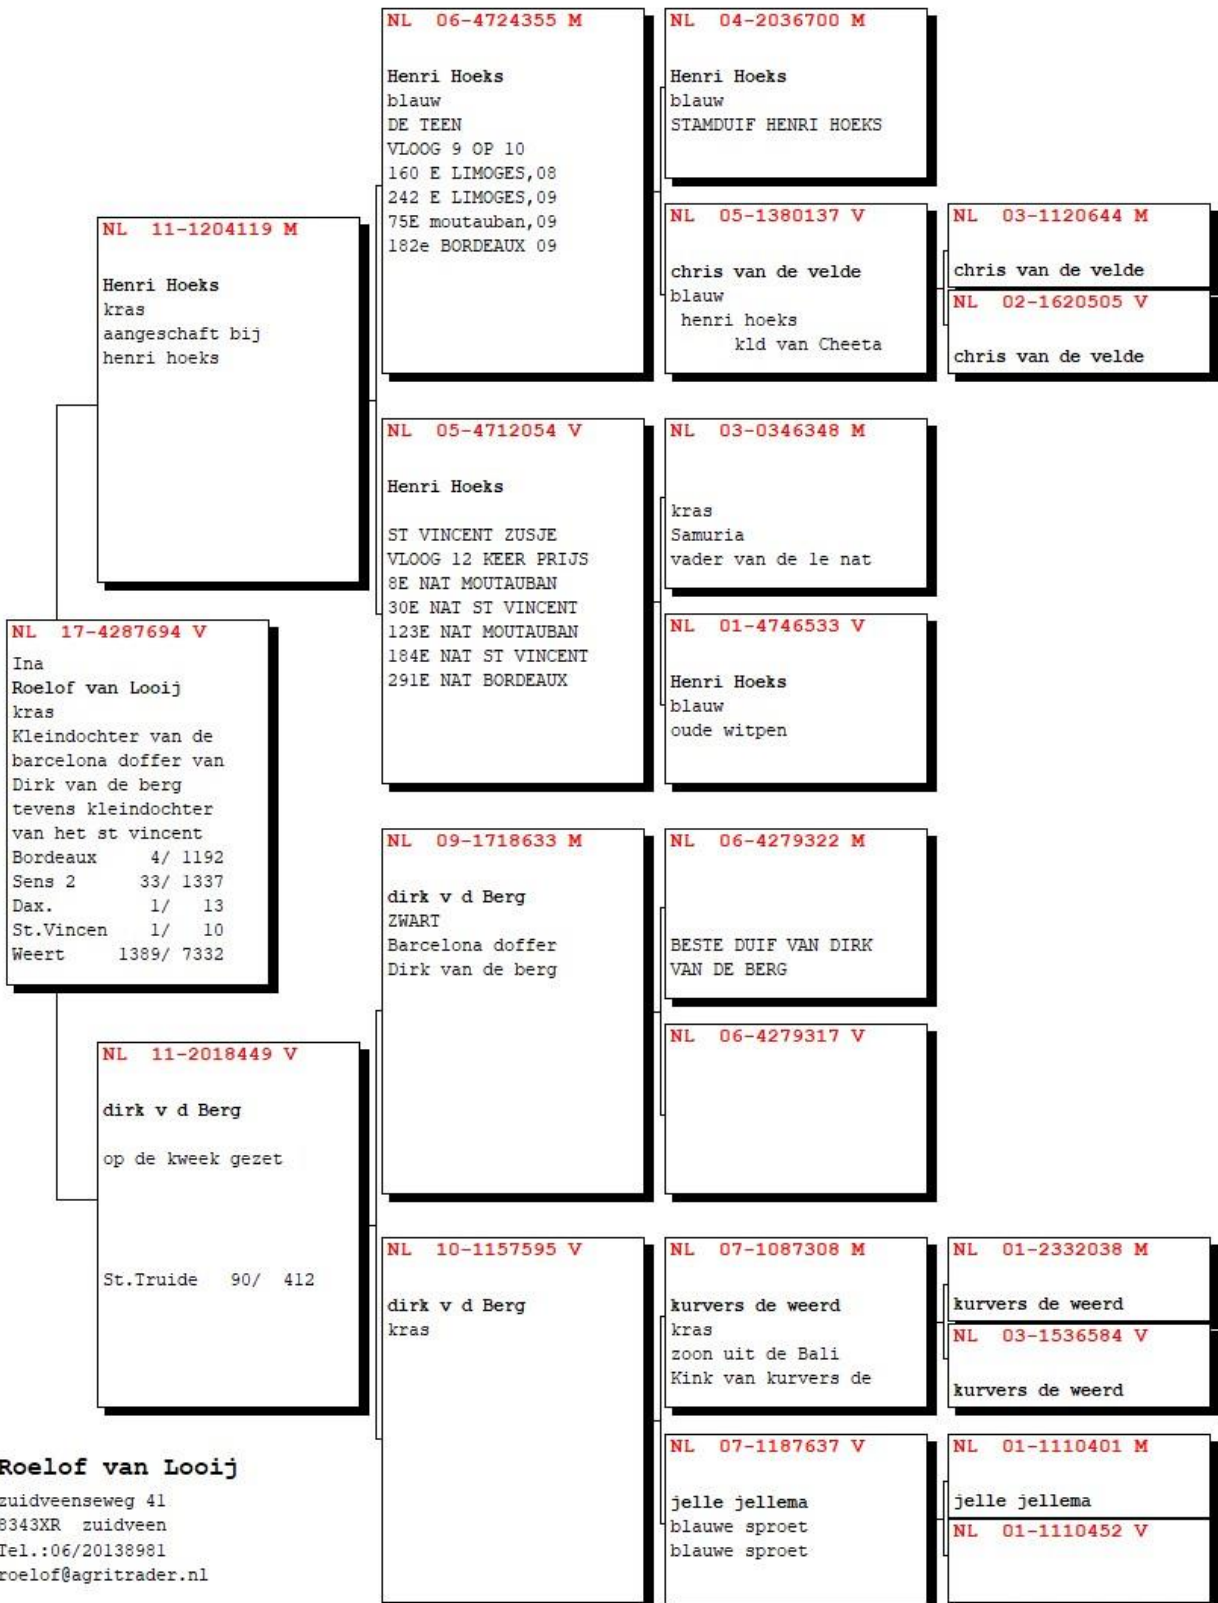 NL 17-4287694 V
Ina
Roelof van Looij
kras
Kleindochter van de
barcelona doffer van
Dirk van de berg
tevens kleindochter
van het st vincent
Bordeaux 4/ 1192
Sens 2 33/ 1337
Dax. 1/ 13
St.Vincen 1/ 10
Weert 1389/ 7332
NL 11-1204119 M
Henri Hoeks
kras
aangeschaft bij
henri hoeks
NL 11-2018449 V
dirk v d Berg
op de kweek gezet
St.Truide 90/ 412
NL 06-4724355 M
Henri Hoeks
blauw
DE TEEN
VLOOG 9 OP 10
160 E LIMOGES,08
242 E LIMOGES,09
75E moutauban,09
182e BORDEAUX 09
NL 05-4712054 V
Henri Hoeks
ST VINCENT ZUSJE
VLOOG 12 KEER PRIJS
8E NAT MOUTAUBAN
30E NAT ST VINCENT
123E NAT MOUTAUBAN
184E NAT ST VINCENT
291E NAT BORDEAUX
NL 09-1718633 M
dirk v d Berg
ZWART
Barcelona doffer
Dirk van de berg
NL 10-1157595 V
dirk v d Berg
kras
NL 04-2036700 M
Henri Hoeks
blauw
STAMDUIF HENRI HOEKS
NL 05-1380137 V
chris van de velde
blauw
henri hoeks
kld van Cheeta
NL 03-0346348 M
kras
Samuria
vader van de 1e nat
NL 01-4746533 V
Henri Hoeks
blauw
oude witpen
NL 06-4279322 M
BESTE DUIF VAN DIRK
VAN DE BERG
NL 06-4279317 V
NL 07-1087308 M
kurvers de weerd
kras
zoon uit de Bali
Kink van kurvers de
NL 07-1187637 V
jelle jellema
blauwe sproet
blauwe sproet
NL 03-1120644 M
chris van de velde
NL 02-1620505 V
chris van de velde
NL 01-2332038 M
kurvers de weerd
NL 03-1536584 V
kurvers de weerd
NL 01-1110401 M
jelle jellema
NL 01-1110452 V
Roelof van Looij
zuidveenseweg 41
8343XR zuidveen
Tel.:06/20138981
roelof@agritrader.nl